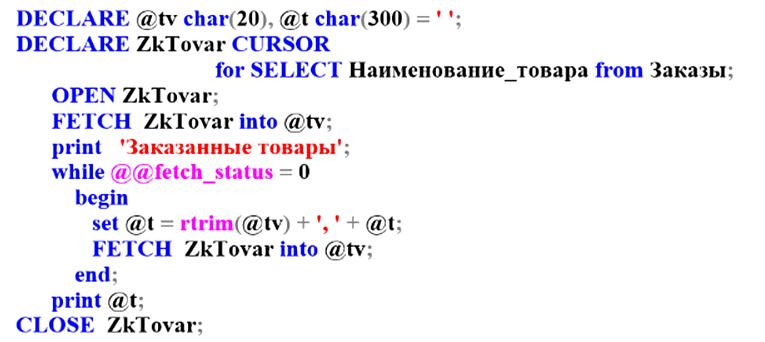 DECLARE @tv char(20), @t char(300) = ' ';
DECLARE ZkTovar CURSOR
for SELECT Наименование_товара from Заказы;
OPEN ZkTovar;
FETCH ZkTovar into @tv;
print 'Заказанные товары';
while @@fetch_status = 0
begin
set @t = rtrim(@tv) + ', ' + @t;
FETCH ZkTovar into @tv;
end;
print @t;
CLOSE ZkTovar;